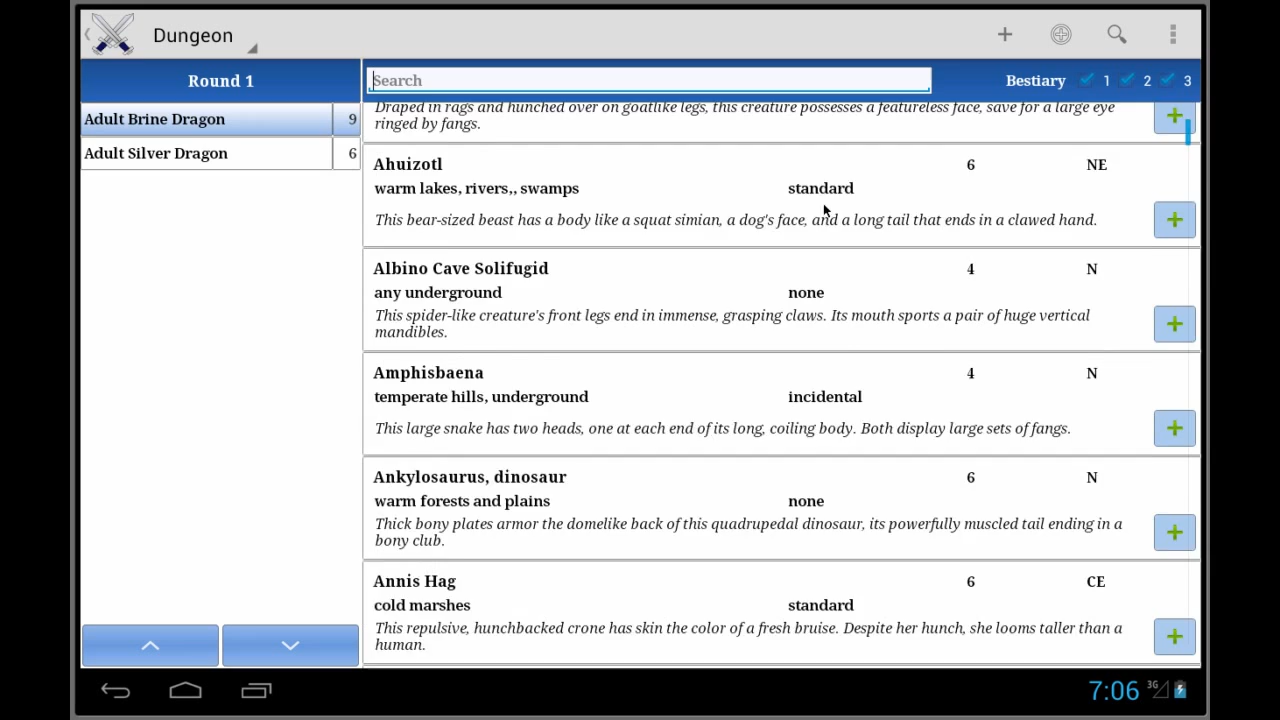 Dungeon
Round 1
Search
Bestiary 1 2 3
Adult Brine Dragon 9
Adult Silver Dragon 6
Draped in rags and hunched over on goatlike legs, this creature possesses a featureless face, save for a large eye
ringed by fangs.
Ahuizotl 6 NE
warm lakes, rivers,, swamps standard
This bear-sized beast has a body like a squat simian, a dog's face, and a long tail that ends in a clawed hand.
Albino Cave Solifugid 4 N
any underground none
This spider-like creature's front legs end in immense, grasping claws. Its mouth sports a pair of huge vertical
mandibles.
Amphisbaena 4 N
temperate hills, underground incidental
This large snake has two heads, one at each end of its long, coiling body. Both display large sets of fangs.
Ankylosaurus, dinosaur 6 N
warm forests and plains none
Thick bony plates armor the domelike back of this quadrupedal dinosaur, its powerfully muscled tail ending in a
bony club.
Annis Hag 6 CE
cold marshes standard
This repulsive, hunchbacked crone has skin the color of a fresh bruise. Despite her hunch, she looms taller than a
human.
7:06 3G